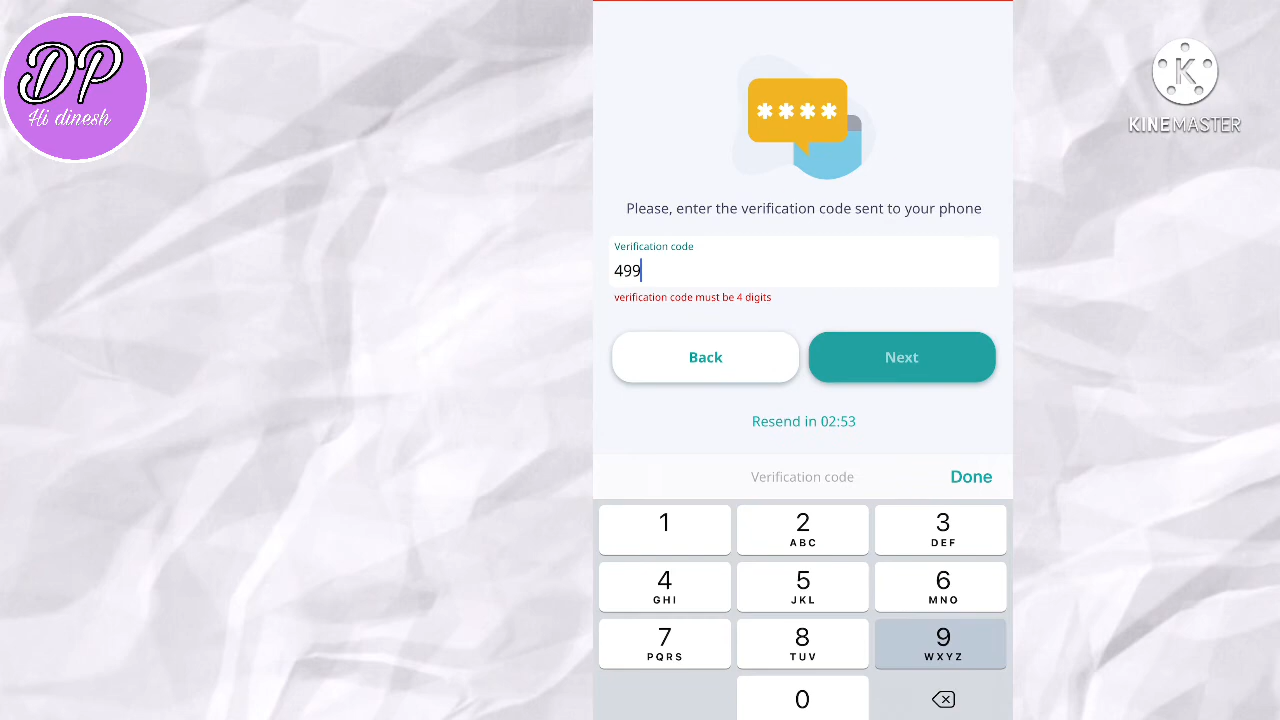 DP
Hi dinesh
K
KINEMASTER
****
Please, enter the verification code sent to your phone
Verification code
499
verification code must be 4 digits
Back
Next
Resend in 02:53
Verification code
Done
1
2
ABC
3
DEF
4
GHI
5
JKL
6
MNO
7
PQRS
8
TUV
9
WXYZ
0